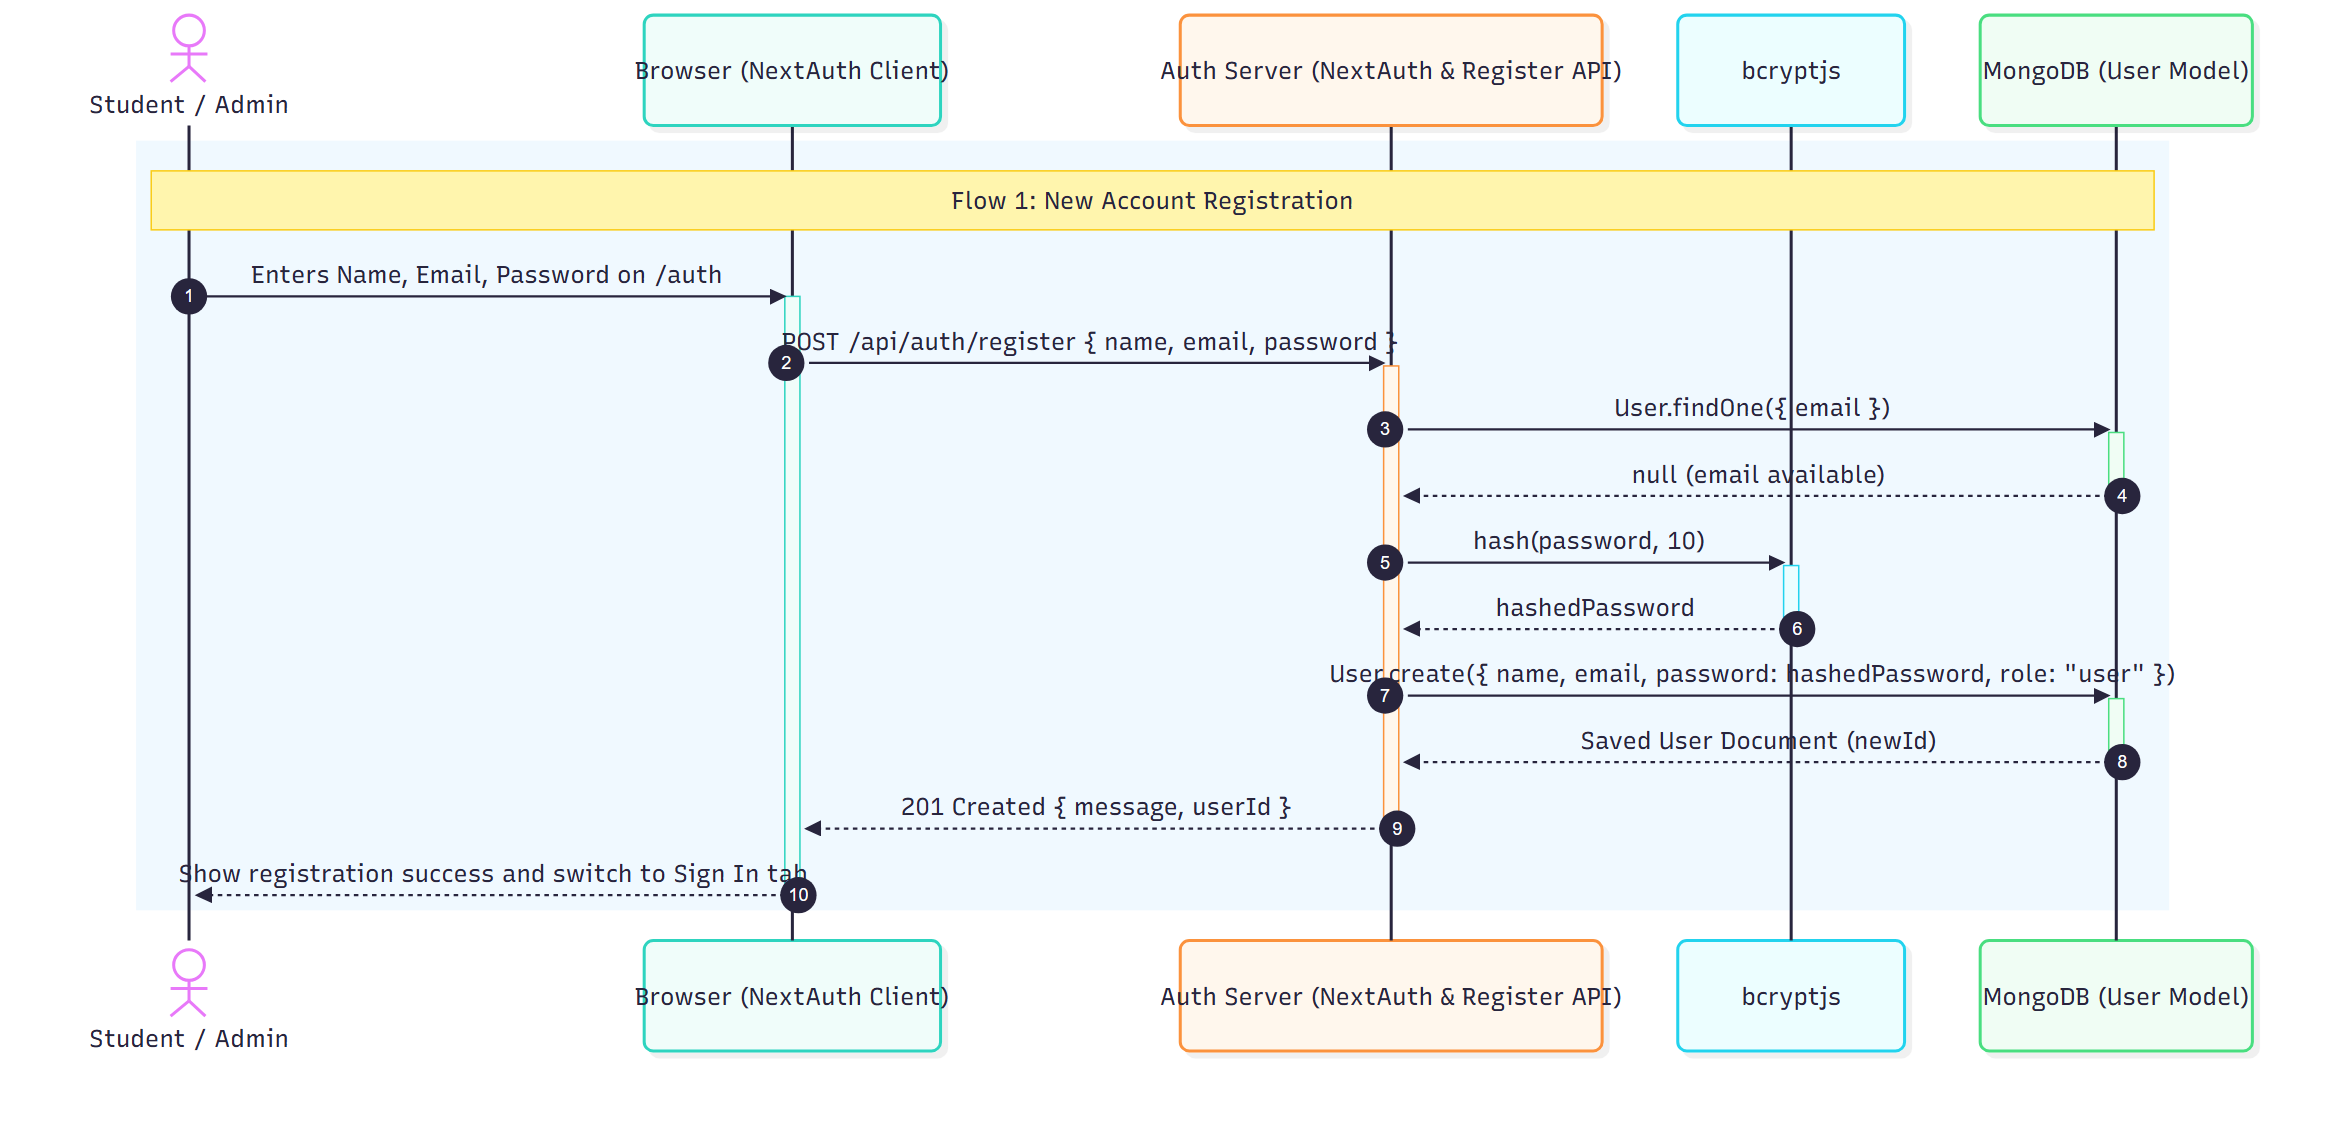 Student / Admin
Browser (NextAuth Client)
Auth Server (NextAuth & Register API)
bcryptjs
MongoDB (User Model)
Flow 1: New Account Registration
Enters Name, Email, Password on /auth
1
POST /api/auth/register { name, email, password }
2
User.findOne({ email })
3
null (email available)
4
hash(password, 10)
5
hashedPassword
6
User.create({ name, email, password: hashedPassword, role: "user" })
7
Saved User Document (newId)
8
201 Created { message, userId }
9
Show registration success and switch to Sign In tab
10
Student / Admin
Browser (NextAuth Client)
Auth Server (NextAuth & Register API)
bcryptjs
MongoDB (User Model)